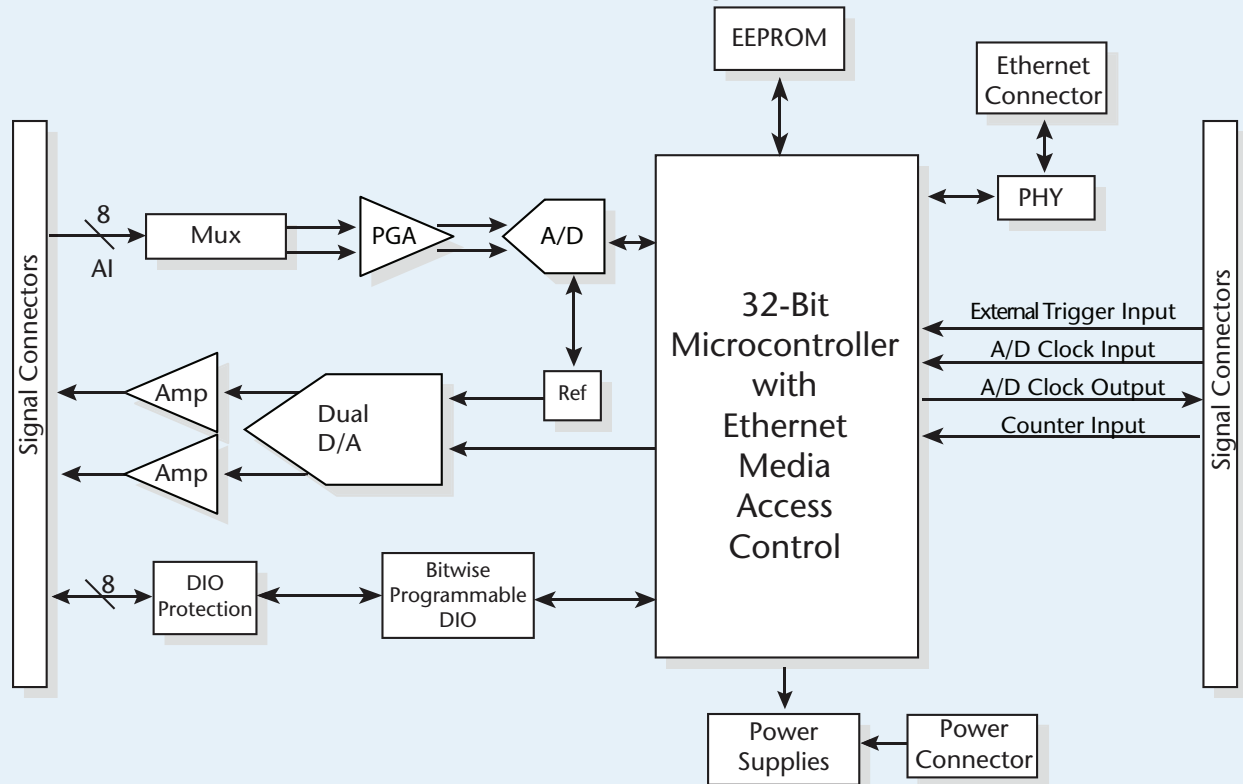 EEPROM
Ethernet
Connector
PHY
Signal Connectors
8
AI
Mux
PGA
A/D
Ref
Amp
Amp
Dual
D/A
8
DIO
Protection
Bitwise
Programmable
DIO
32-Bit
Microcontroller
with
Ethernet
Media
Access
Control
External Trigger Input
A/D Clock Input
A/D Clock Output
Counter Input
Signal Connectors
Power
Supplies
Power
Connector